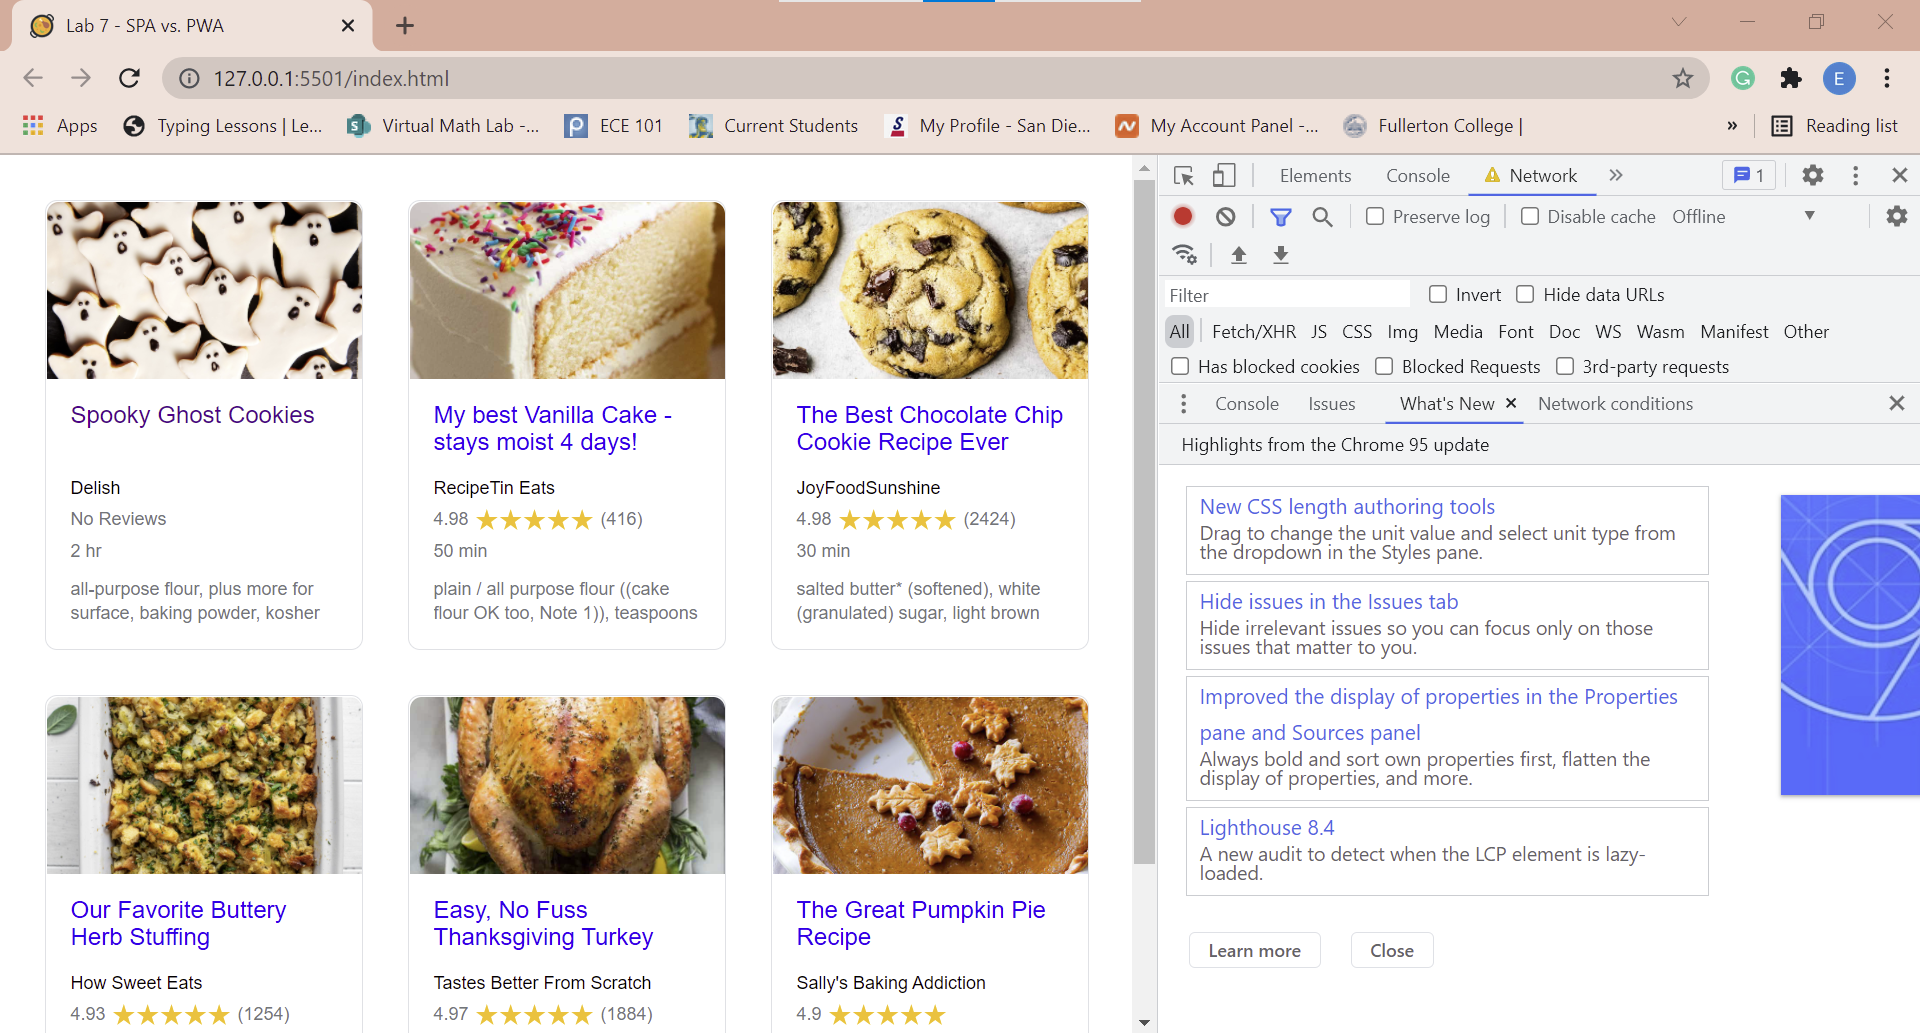 Lab 7 - SPA vs. PWA
127.0.0.1:5501/index.html
E
Apps
Typing Lessons | Le...
Virtual Math Lab -...
ECE 101
Current Students
My Profile - San Die...
My Account Panel -...
Fullerton College |
»
Reading list
Spooky Ghost Cookies
Delish
No Reviews
2 hr
all-purpose flour, plus more for
surface, baking powder, kosher
My best Vanilla Cake -
stays moist 4 days!
RecipeTin Eats
4.98 (416)
50 min
plain / all purpose flour ((cake
flour OK too, Note 1)), teaspoons
The Best Chocolate Chip
Cookie Recipe Ever
JoyFoodSunshine
4.98 (2424)
30 min
salted butter* (softened), white
(granulated) sugar, light brown
Our Favorite Buttery
Herb Stuffing
How Sweet Eats
4.93 (1254)
Easy, No Fuss
Thanksgiving Turkey
Tastes Better From Scratch
4.97 (1884)
The Great Pumpkin Pie
Recipe
Sally's Baking Addiction
4.9
Elements
Console
Network
1
Preserve log
Disable cache
Offline
Filter
Invert
Hide data URLs
All
Fetch/XHR
JS
CSS
Img
Media
Font
Doc
WS
Wasm
Manifest
Other
Has blocked cookies
Blocked Requests
3rd-party requests
Console
Issues
What's New
Network conditions
Highlights from the Chrome 95 update
New CSS length authoring tools
Drag to change the unit value and select unit type from
the dropdown in the Styles pane.
Hide issues in the Issues tab
Hide irrelevant issues so you can focus only on those
issues that matter to you.
Improved the display of properties in the Properties
pane and Sources panel
Always bold and sort own properties first, flatten the
display of properties, and more.
Lighthouse 8.4
A new audit to detect when the LCP element is lazy-
loaded.
Learn more
Close